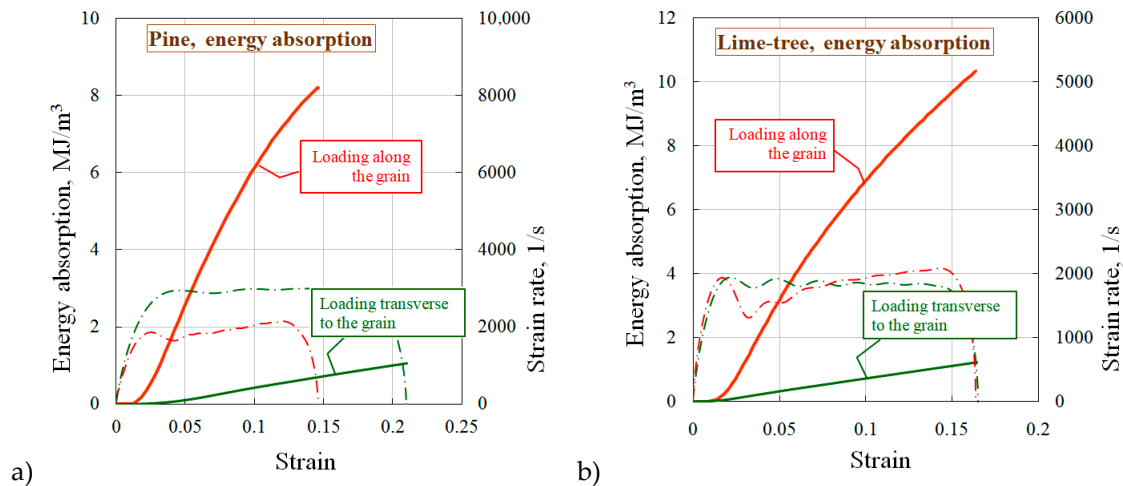 Pine, energy absorption
Energy absorption, MJ/m³
10
8
6
4
2
0
10,000
8000
6000
4000
2000
0
Strain rate, 1/s
Loading along
the grain
Loading transverse
to the grain
0
0.05
0.1
0.15
0.2
0.25
Strain
a)
Lime-tree, energy absorption
Energy absorption, MJ/m³
12
10
8
6
4
2
0
6000
5000
4000
3000
2000
1000
0
Strain rate, 1/s
Loading along
the grain
Loading transverse
to the grain
0
0.05
0.1
0.15
0.2
Strain
b)